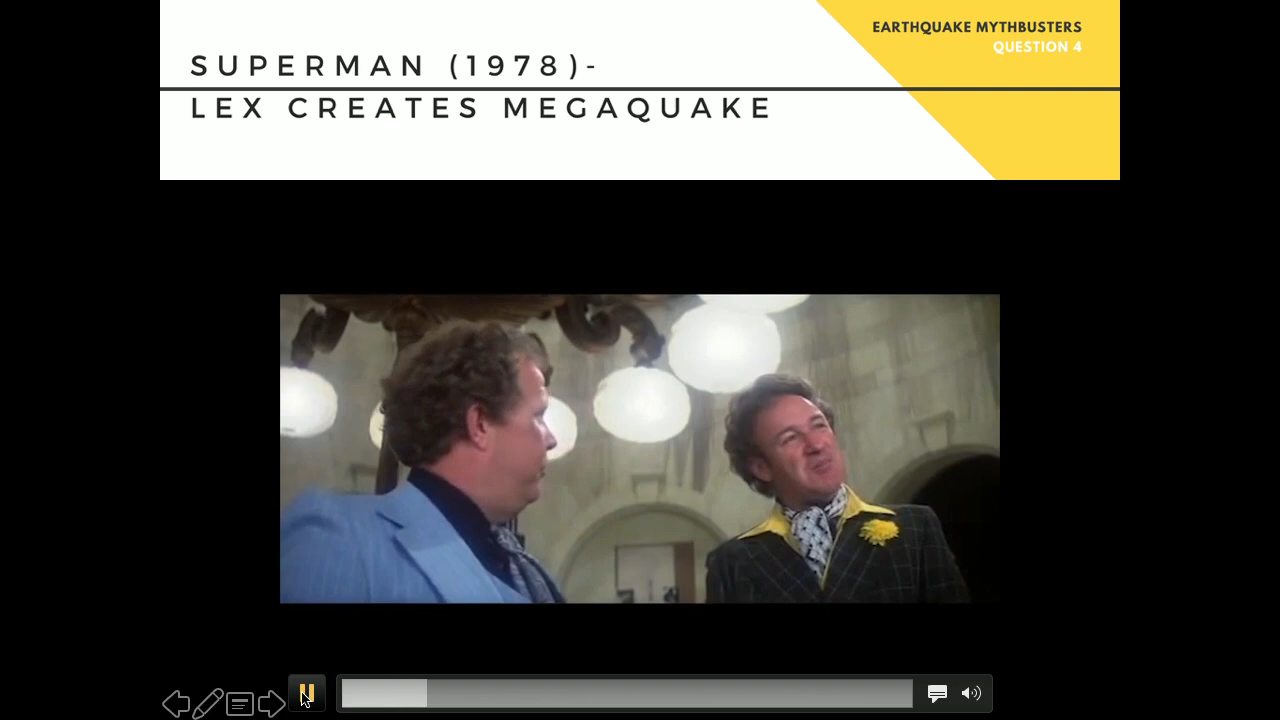 EARTHQUAKE MYTHBUSTERS
QUESTION 4
SUPERMAN (1978)-
LEX CREATES MEGAQUAKE